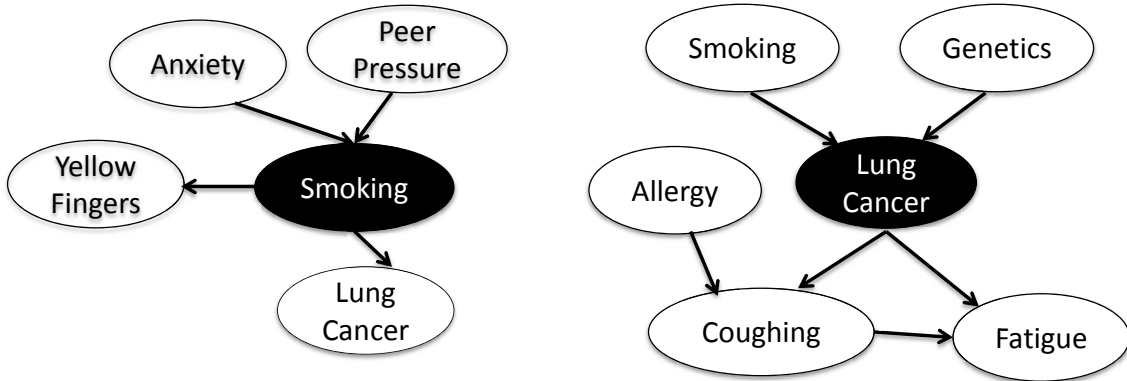 Anxiety
Peer
Pressure
Yellow
Fingers
Smoking
Lung
Cancer
Smoking
Genetics
Allergy
Lung
Cancer
Coughing
Fatigue